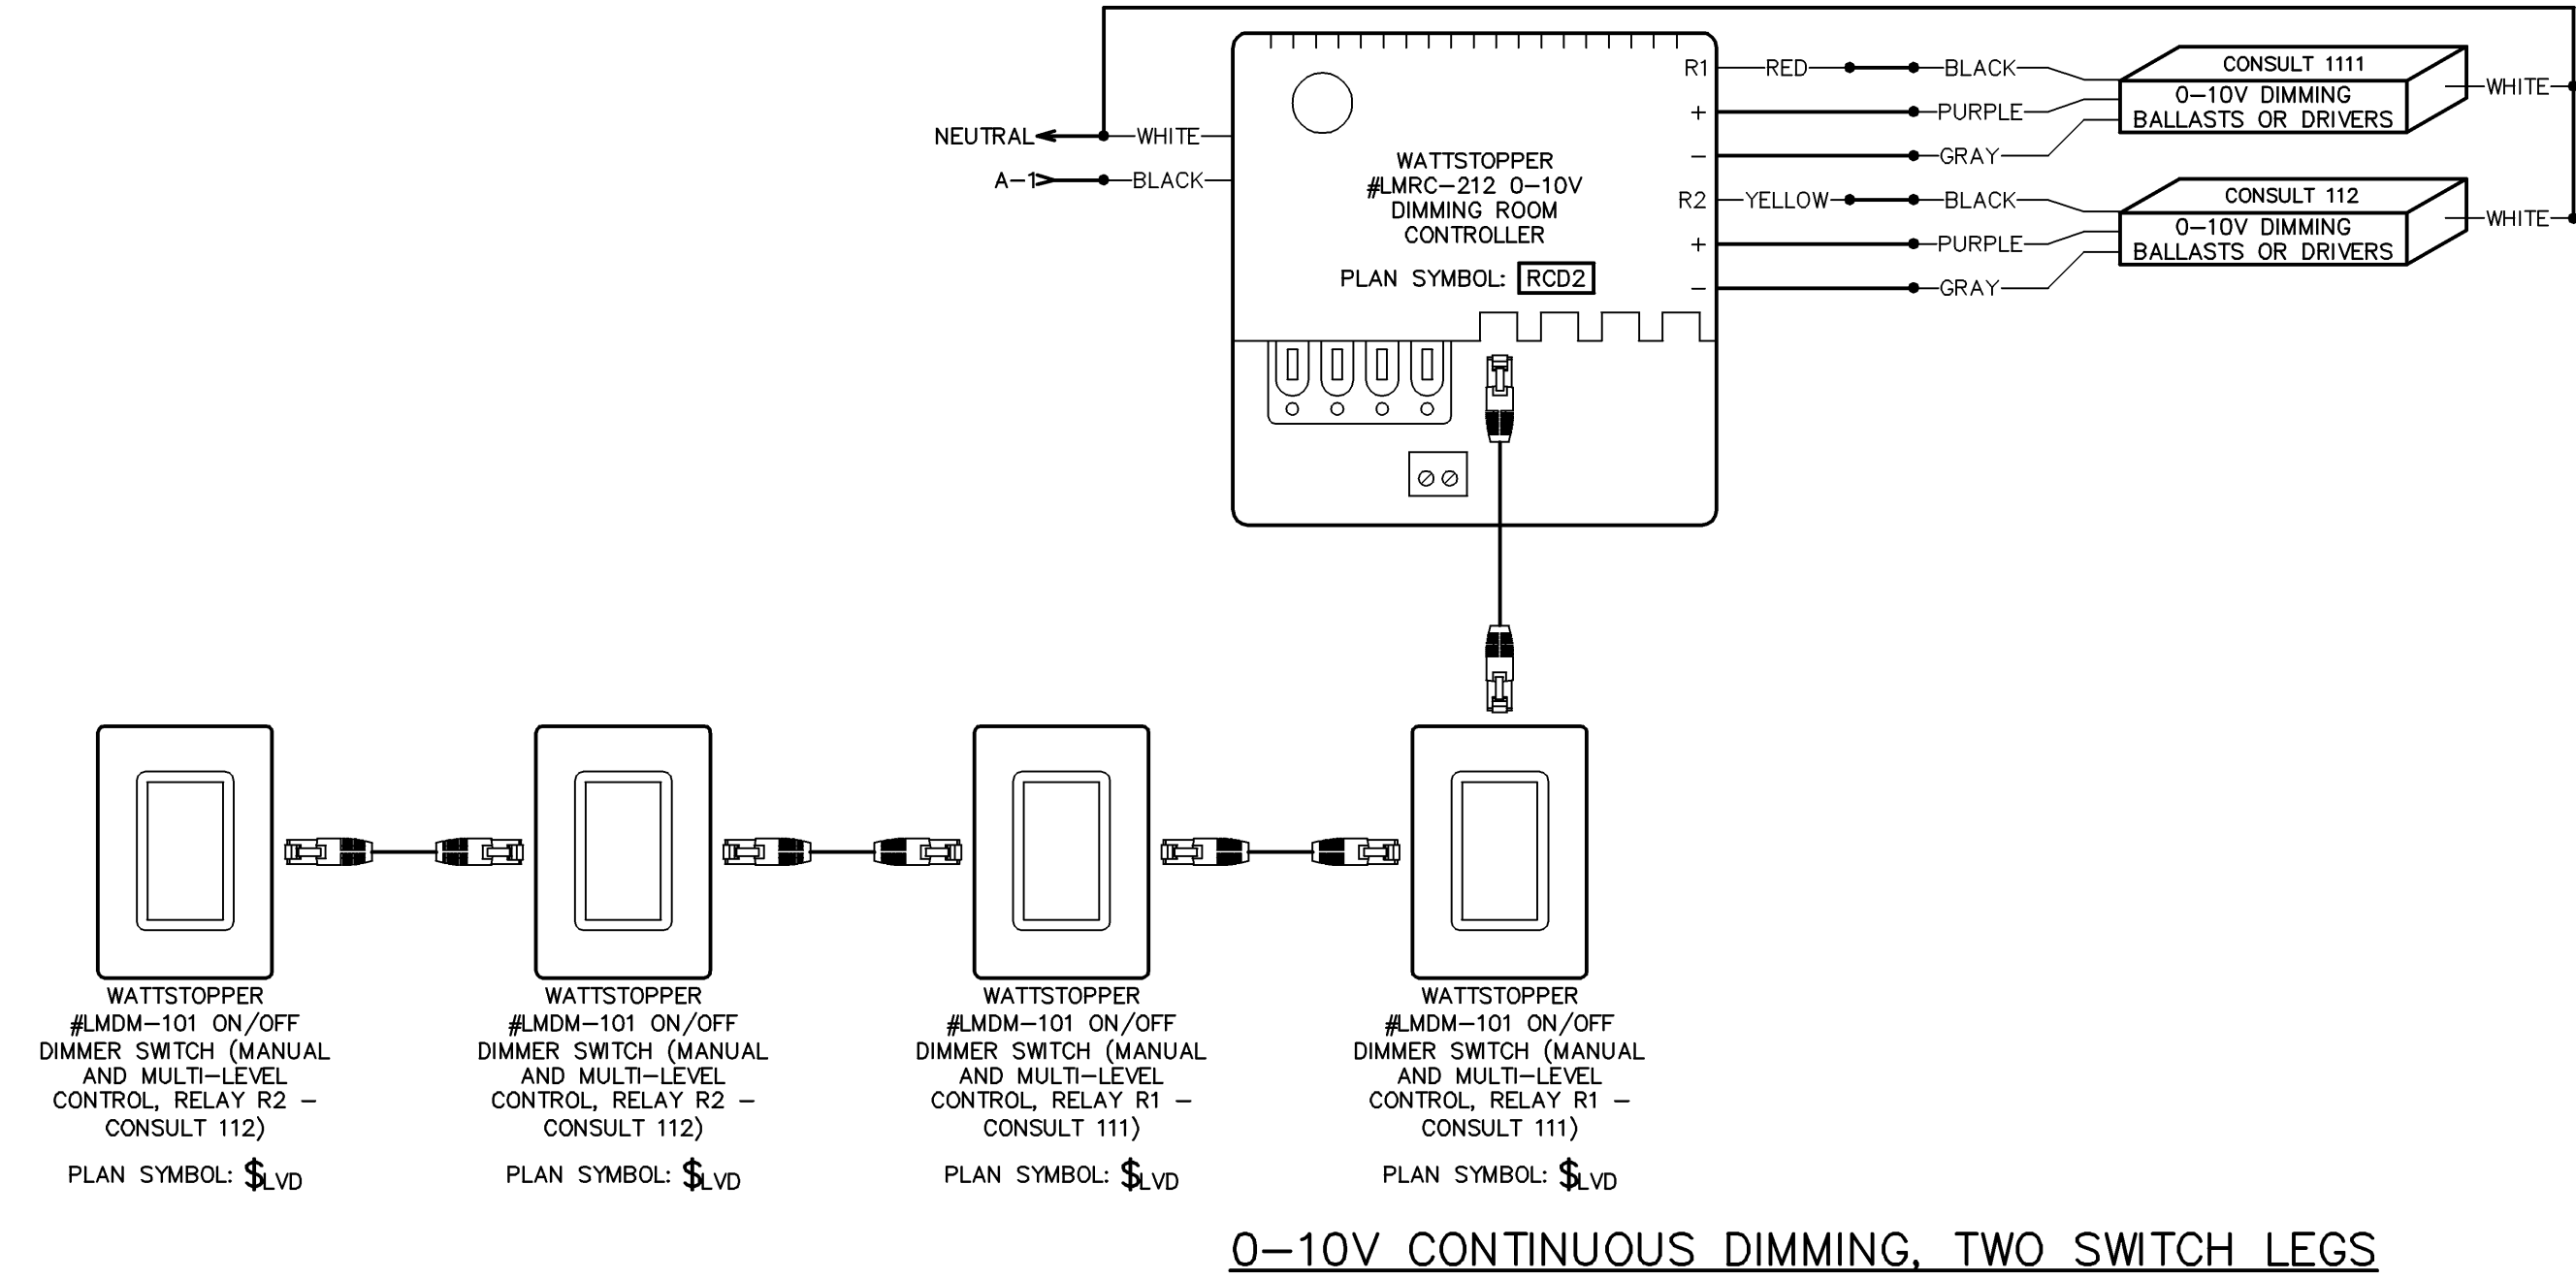 NEUTRAL
WHITE
A-1
BLACK
WATTSTOPPER
#LMRC-212 0-10V
DIMMING ROOM
CONTROLLER
PLAN SYMBOL: RCD2
R1
RED
BLACK
+
PURPLE
-
GRAY
R2
YELLOW
BLACK
+
PURPLE
-
GRAY
CONSULT 1111
0-10V DIMMING
BALLASTS OR DRIVERS
WHITE
CONSULT 112
0-10V DIMMING
BALLASTS OR DRIVERS
WHITE
WATTSTOPPER
#LMDM-101 ON/OFF
DIMMER SWITCH (MANUAL
AND MULTI-LEVEL
CONTROL, RELAY R2 -
CONSULT 112)
PLAN SYMBOL: $LVD
WATTSTOPPER
#LMDM-101 ON/OFF
DIMMER SWITCH (MANUAL
AND MULTI-LEVEL
CONTROL, RELAY R2 -
CONSULT 112)
PLAN SYMBOL: $LVD
WATTSTOPPER
#LMDM-101 ON/OFF
DIMMER SWITCH (MANUAL
AND MULTI-LEVEL
CONTROL, RELAY R1 -
CONSULT 111)
PLAN SYMBOL: $LVD
WATTSTOPPER
#LMDM-101 ON/OFF
DIMMER SWITCH (MANUAL
AND MULTI-LEVEL
CONTROL, RELAY R1 -
CONSULT 111)
PLAN SYMBOL: $LVD
0-10V CONTINUOUS DIMMING, TWO SWITCH LEGS